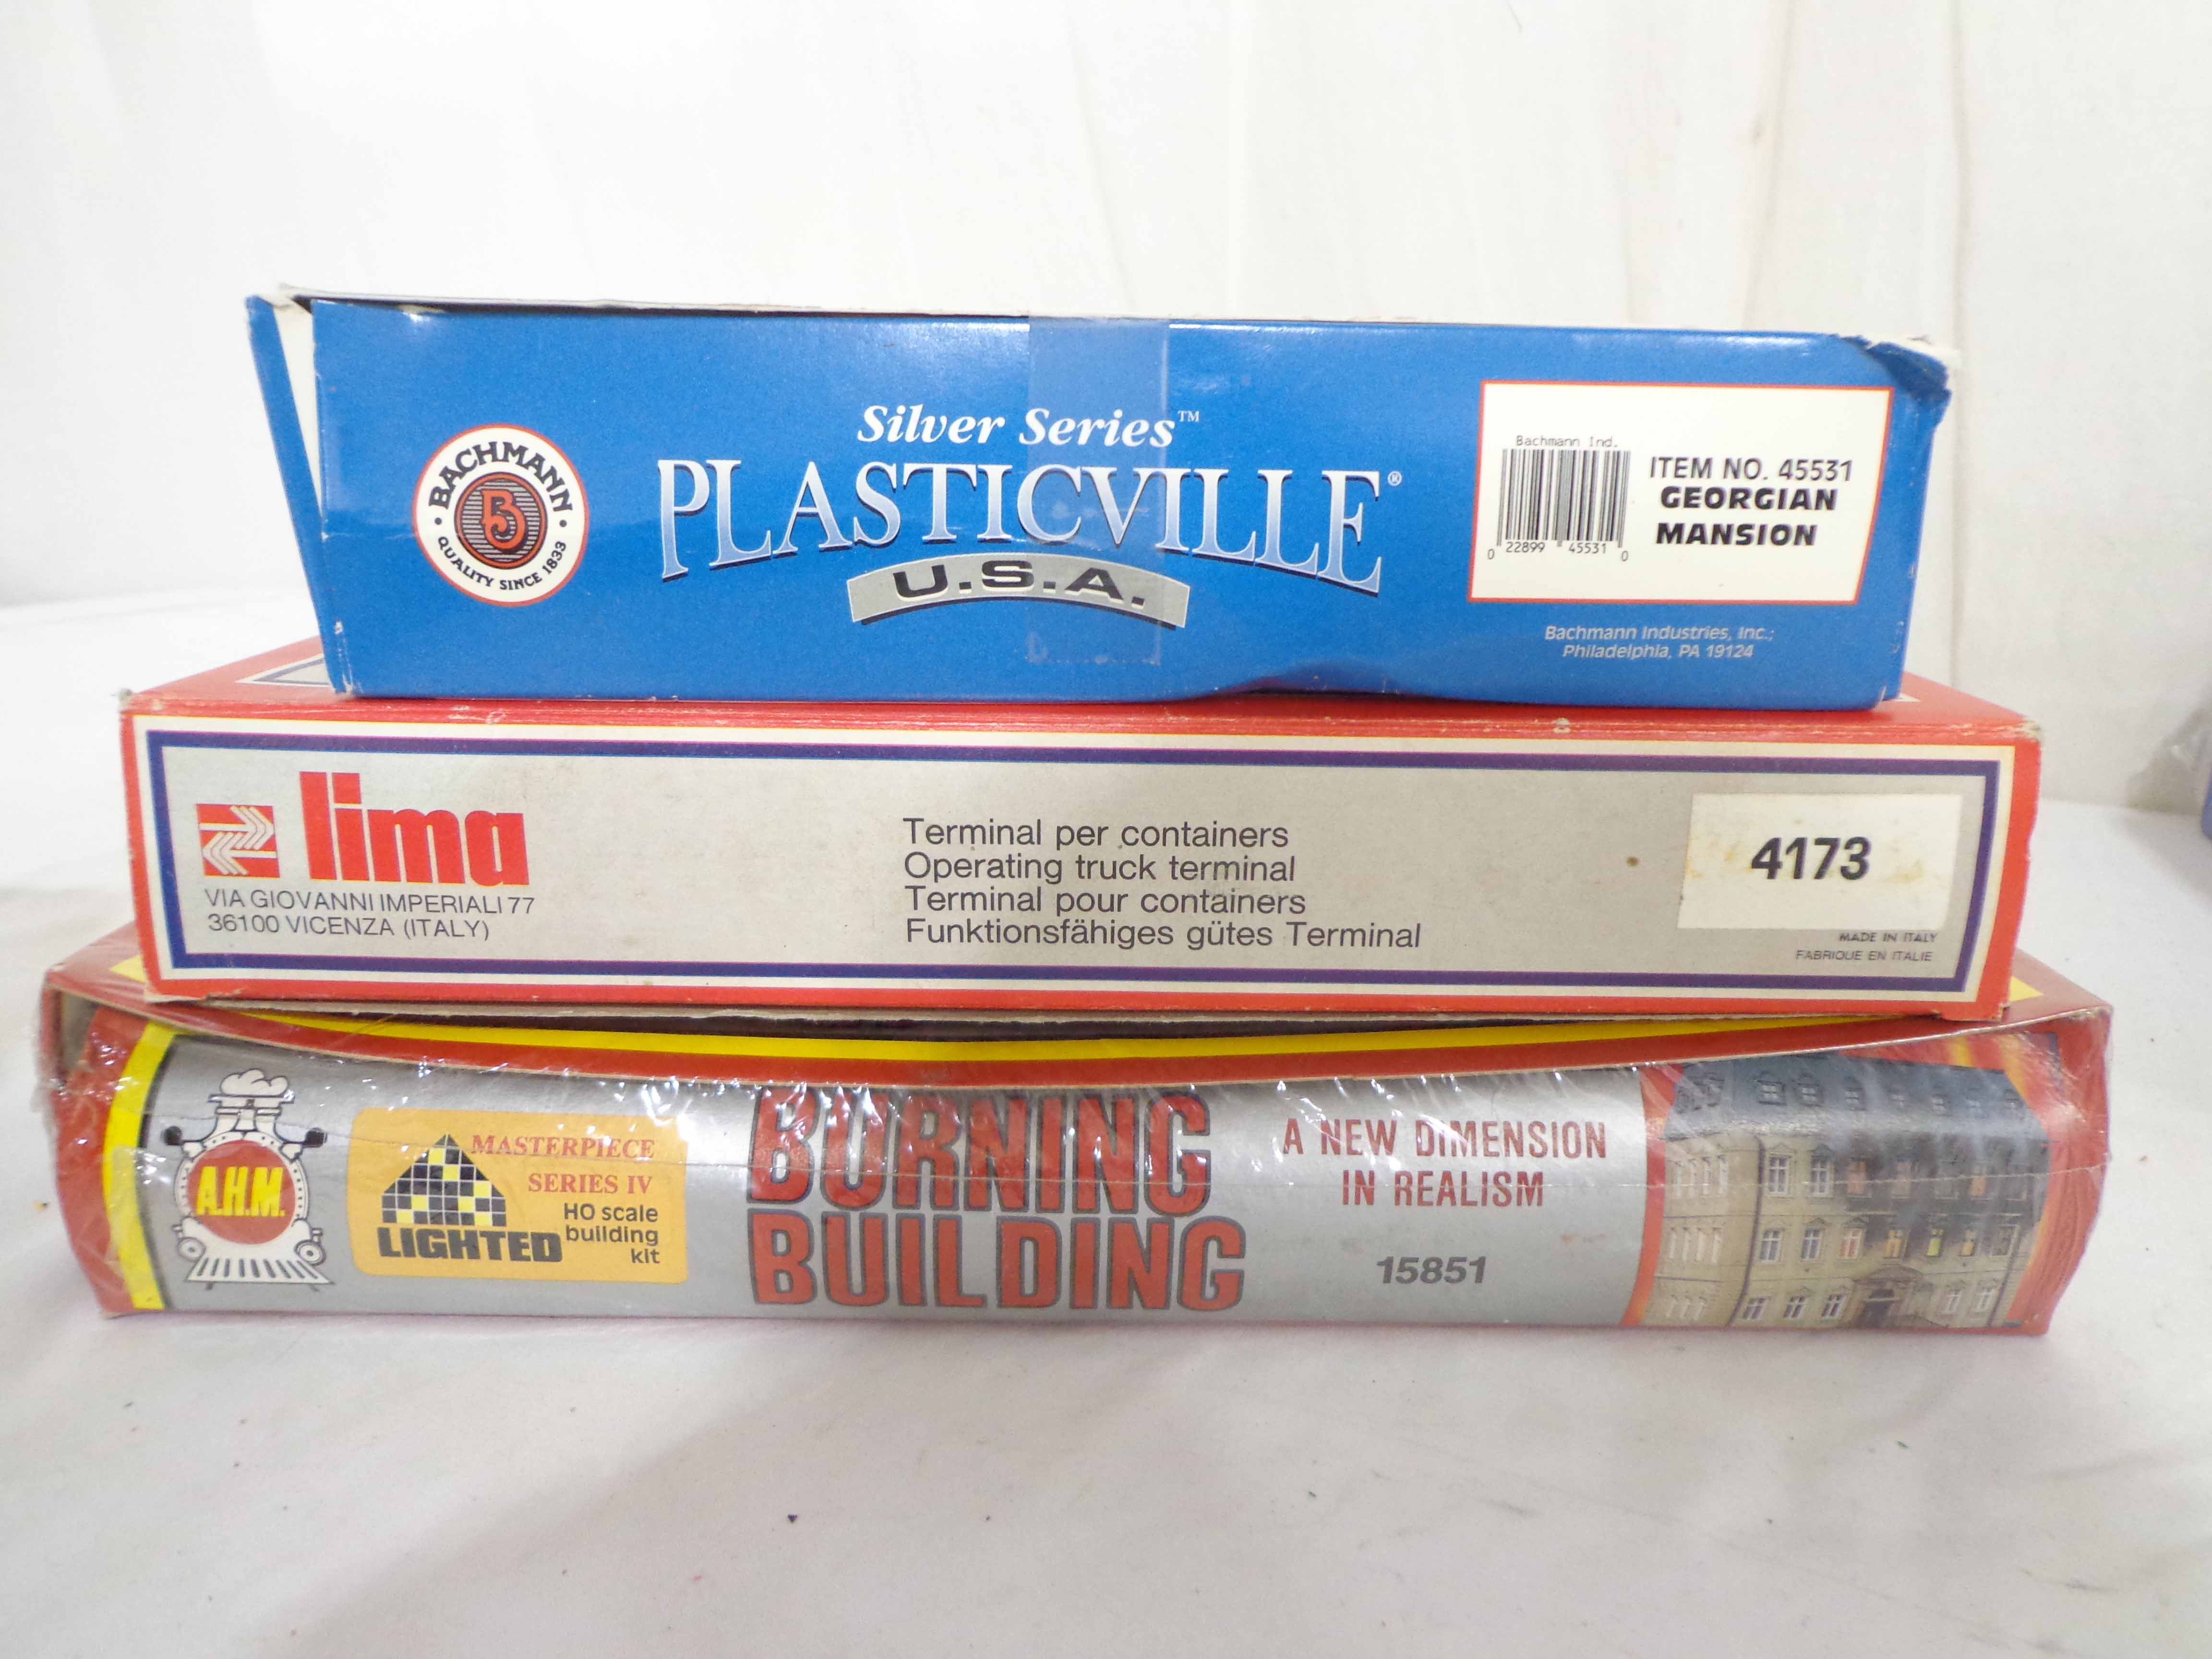 BACHMANN
B
QUALITY SINCE 1833
Silver Series™
PLASTICVILLE®
U.S.A.
Bachmann Ind.
0 22899 45531 0
ITEM NO. 45531
GEORGIAN
MANSION
Bachmann Industries, Inc.;
Philadelphia, PA 19124
lima
VIA GIOVANNI IMPERIALI 77
36100 VICENZA (ITALY)
Terminal per containers
Operating truck terminal
Terminal pour containers
Funktionsfähiges gütes Terminal
4173
MADE IN ITALY
FABRIQUE EN ITALIE
A.H.M.
MASTERPIECE
SERIES IV
LIGHTED
HO scale
building
kit
BURNING
BUILDING
A NEW DIMENSION
IN REALISM
15851